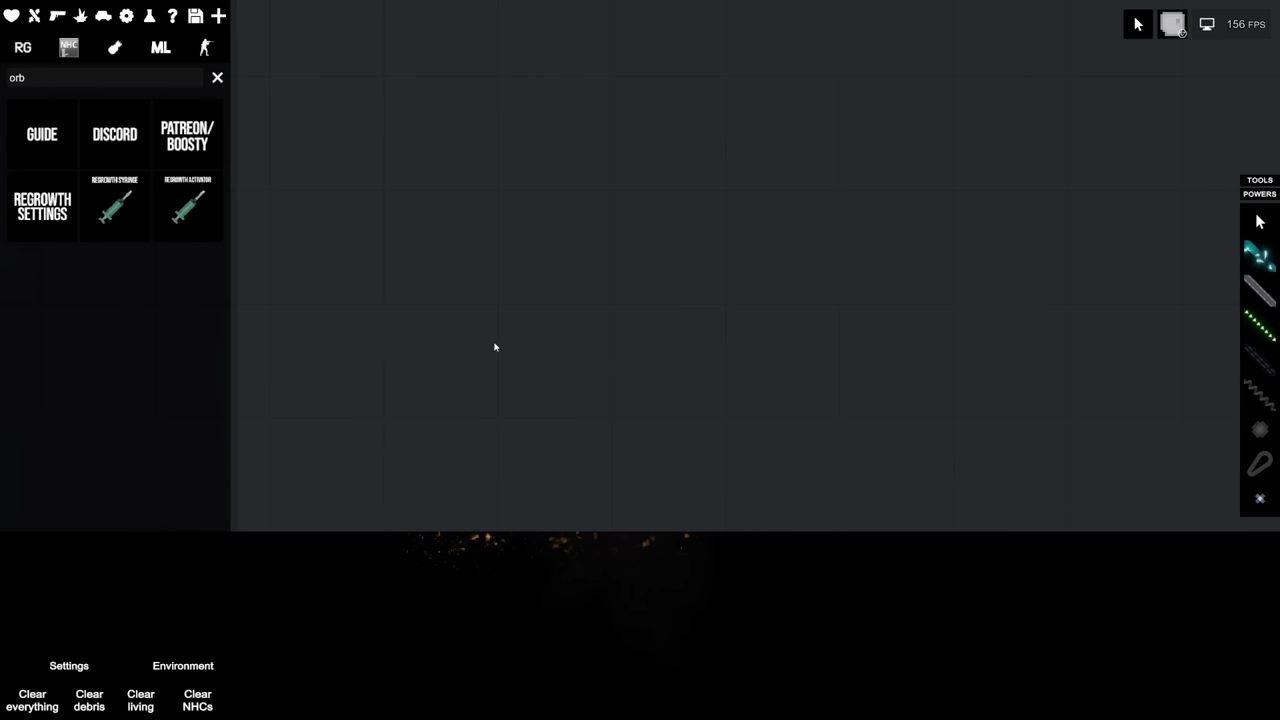 156 FPS
RG
NHC
ML
orb
GUIDE
DISCORD
PATREON/
BOOSTY
REGROWTH
SETTINGS
REGROWTH SYRINGE
REGROWTH ACTIVATOR
TOOLS
POWERS
Settings
Environment
Clear
everything
Clear
debris
Clear
living
Clear
NHCs